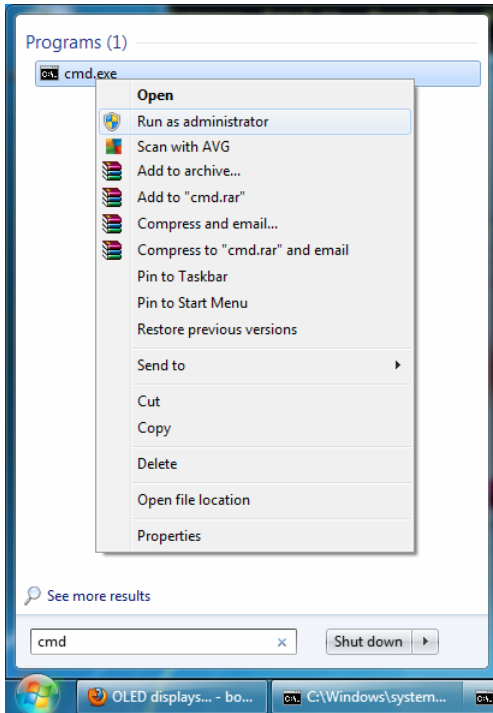 Programs (1)
cmd.exe
Open
Run as administrator
Scan with AVG
Add to archive...
Add to "cmd.rar"
Compress and email...
Compress to "cmd.rar" and email
Pin to Taskbar
Pin to Start Menu
Restore previous versions
Send to
Cut
Copy
Delete
Open file location
Properties
See more results
cmd
Shut down
OLED displays... - bo...
C:\Windows\system...